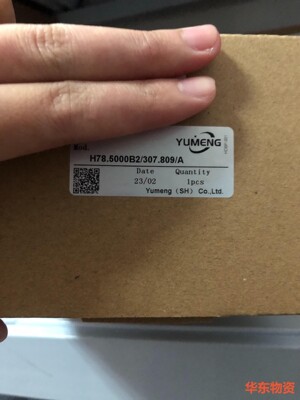 YUMENG
H78.5000B2/307.809/A
Date Quantity
23/02 1pcs
Yumeng (SH) Co.,Ltd.
华东物资